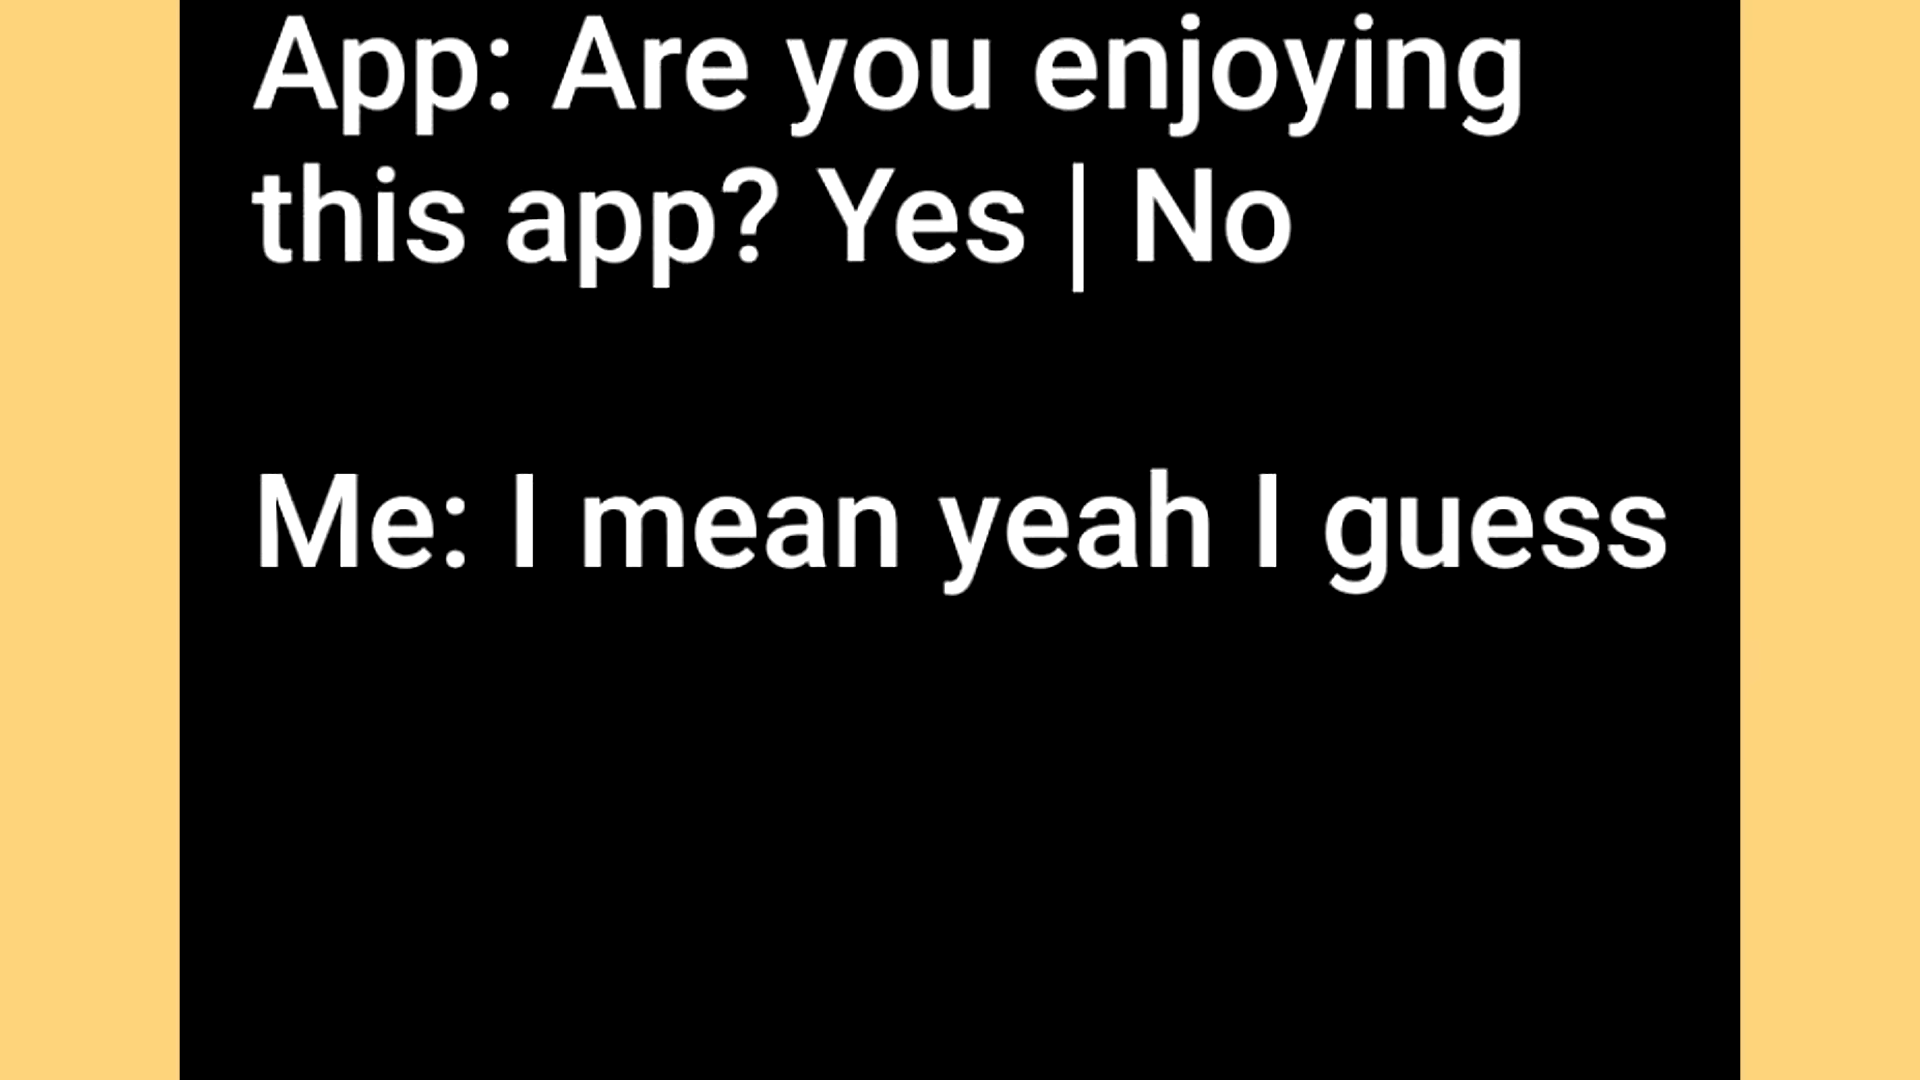 App: Are you enjoying
this app? Yes | No
Me: I mean yeah I guess